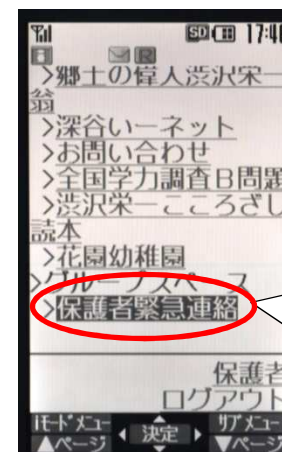 SD 17:40
R
>郷土の偉人渋沢栄一
翁
>深谷いーネット
>お問い合わせ
>全国学力調査B問題
>渋沢栄一こころざし
読本
>花園幼稚園
>グループスペース
>保護者緊急連絡
保護者
ログアウト
iモードメニュー サブメニュー
▲ページ 決定 ▼ページ